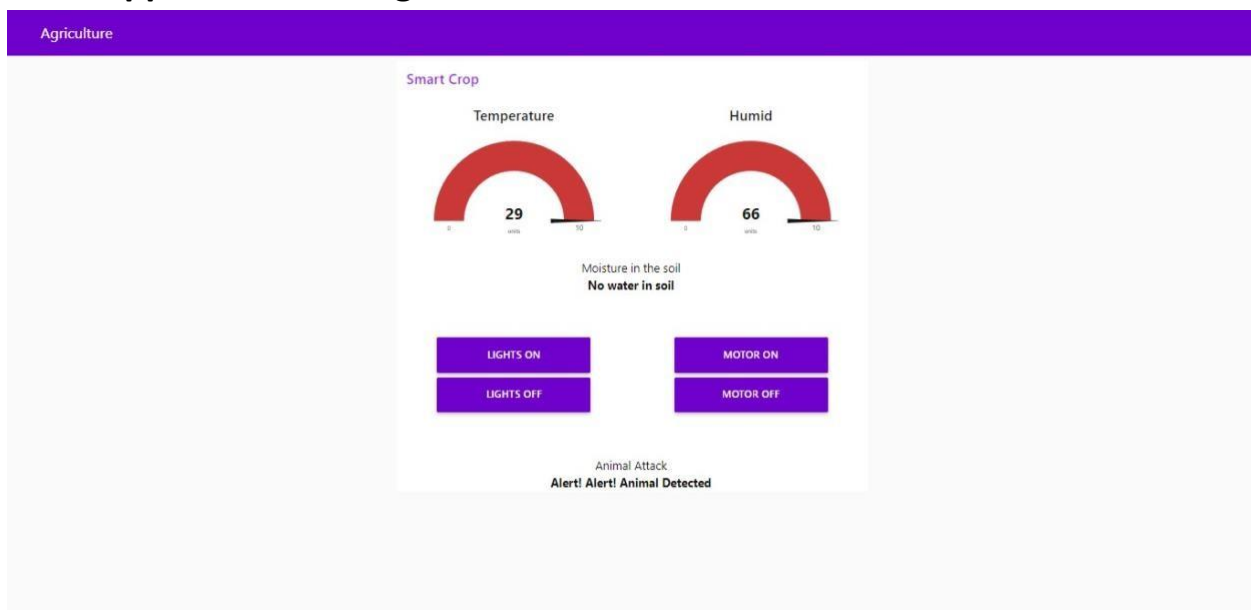 Agriculture
Smart Crop
Temperature Humid
29 66
units units
0 10 0 10
Moisture in the soil
No water in soil
LIGHTS ON MOTOR ON
LIGHTS OFF MOTOR OFF
Animal Attack
Alert! Alert! Animal Detected